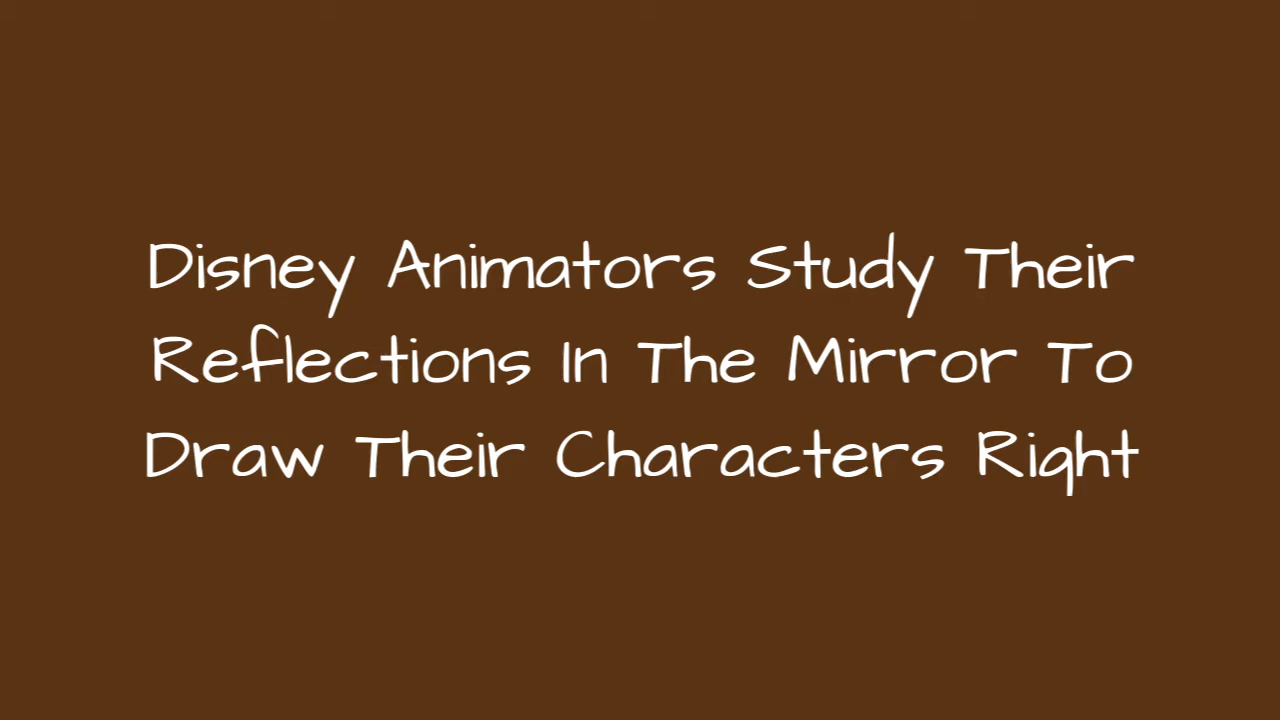 Disney Animators Study Their
Reflections In The Mirror To
Draw Their Characters Right